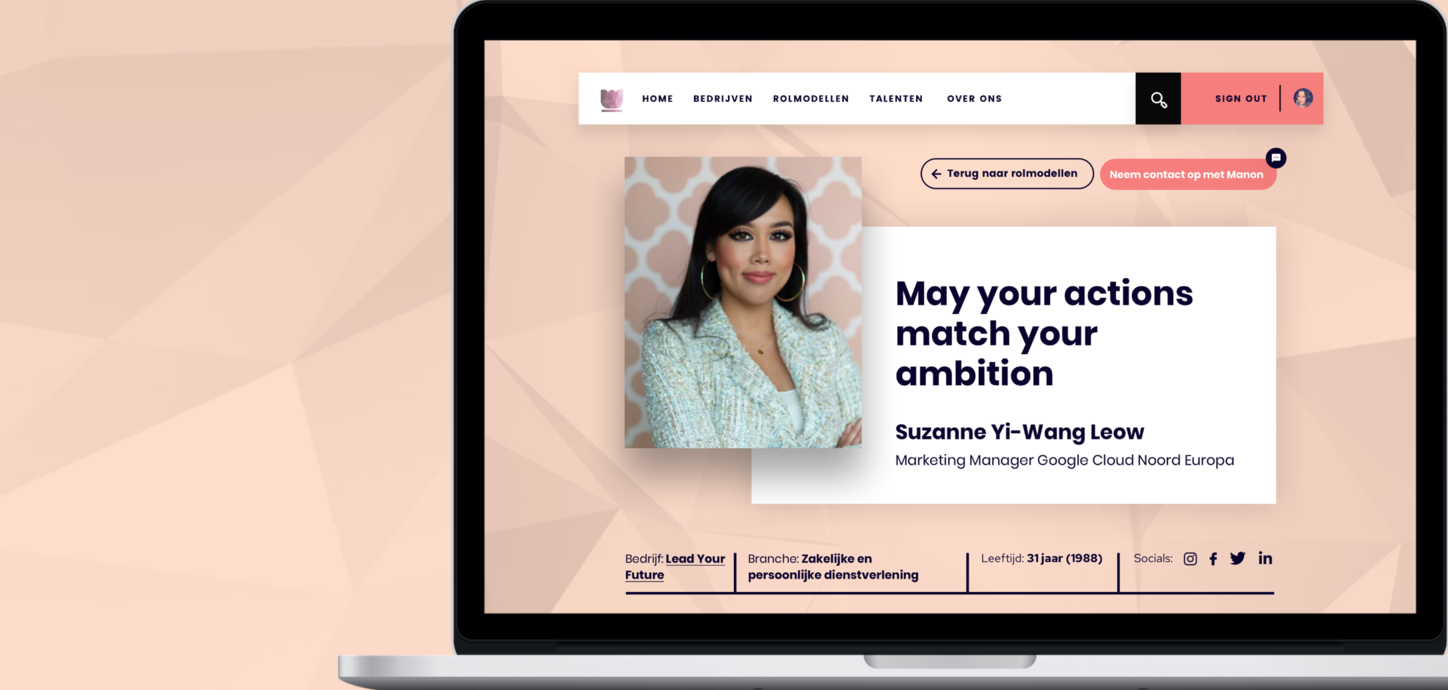 HOME BEDRIJVEN ROLMODELLEN TALENTEN OVER ONS SIGN OUT
Terug naar rolmodellen
Neem contact op met Manon
May your actions
match your
ambition
Suzanne Yi-Wang Leow
Marketing Manager Google Cloud Noord Europa
Bedrijf: Lead Your
Future
Branche: Zakelijke en
persoonlijke dienstverlening
Leeftijd: 31 jaar (1988)
Socials: